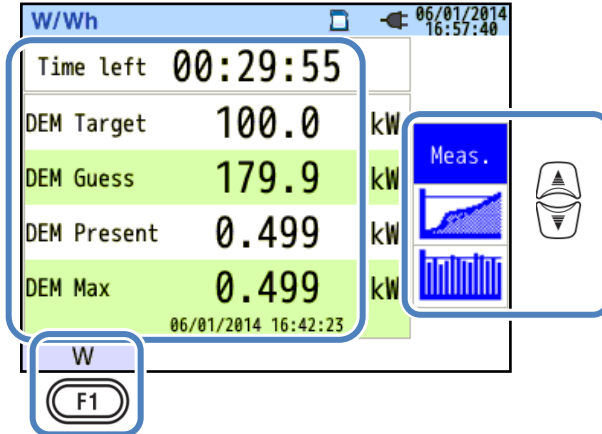 W/Wh 06/01/2014
16:57:40
Time left 00:29:55
DEM Target 100.0 kW
DEM Guess 179.9 kW
DEM Present 0.499 kW
DEM Max 0.499 kW
06/01/2014 16:42:23
Meas.
W
F1